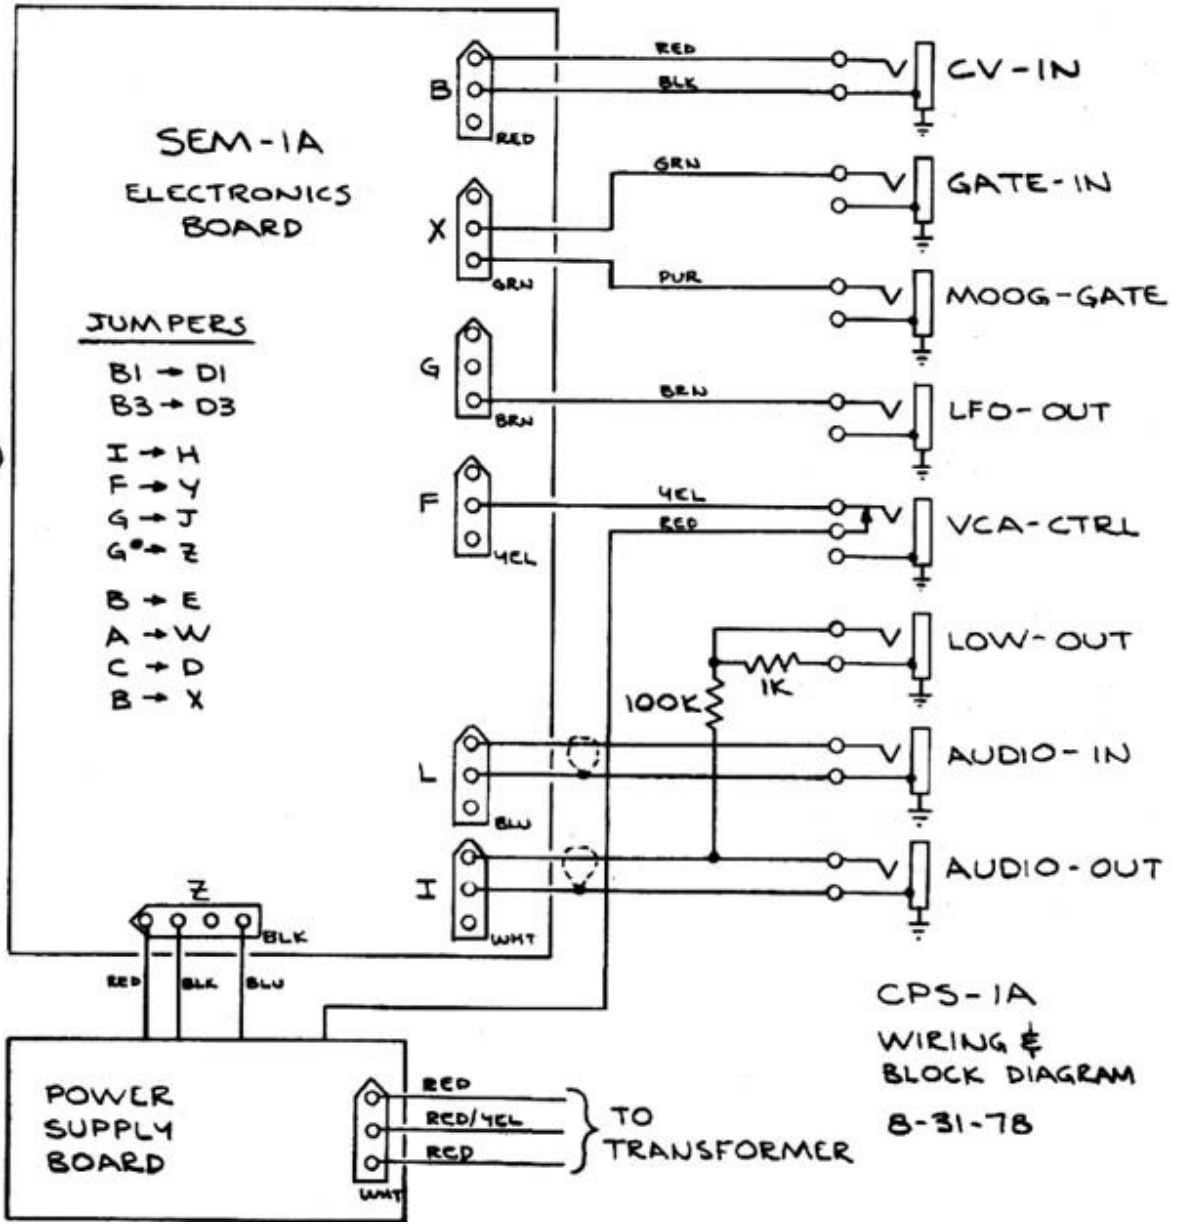 SEM-1A
ELECTRONICS
BOARD
JUMPERS
B1 → D1
B3 → D3
I → H
F → Y
G → J
G• → Z
B → E
A → W
C → D
B → X
B
RED
RED
BLK
CV-IN
X
GRN
GRN
GATE-IN
PUR
MOOG-GATE
G
BRN
BRN
LFO-OUT
F
YEL
YEL
RED
VCA-CTRL
LOW-OUT
1K
100K
L
BLU
AUDIO-IN
I
WHT
AUDIO-OUT
Z
BLK
RED BLK BLU
POWER
SUPPLY
BOARD
WHT
RED
RED/YEL
RED
TO
TRANSFORMER
CPS-1A
WIRING &
BLOCK DIAGRAM
8-31-78